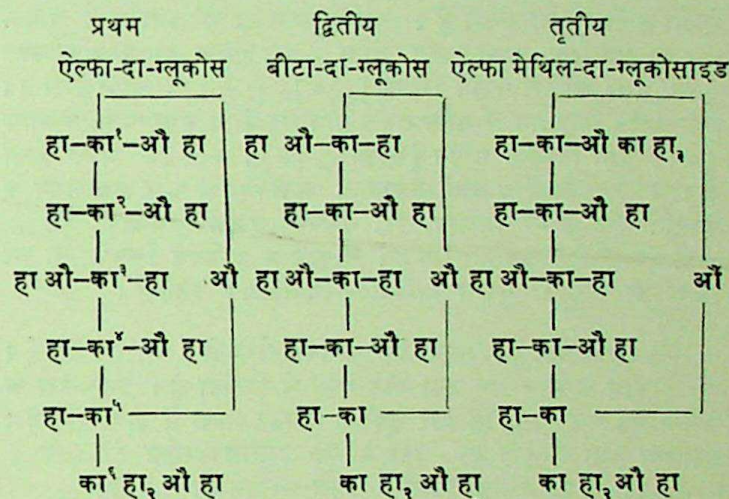 प्रथम द्वितीय तृतीय
ऐल्फा-दा-ग्लूकोस बीटा-दा-ग्लूकोस ऐल्फा मेथिल-दा-ग्लूकोसाइड
हा-का¹-औ हा हा औ-का-हा हा-का-औ का हा₃
हा-का²-औ हा हा-का-औ हा हा-का-औ हा
हा औ-का³-हा औ हा औ-का-हा औ हा औ-का-हा औ
हा-का⁴-औ हा हा-का-औ हा हा-का-औ हा
हा-का⁵ हा-का हा-का
का⁶ हा₂ औ हा का हा₂ औ हा का हा₂ औ हा